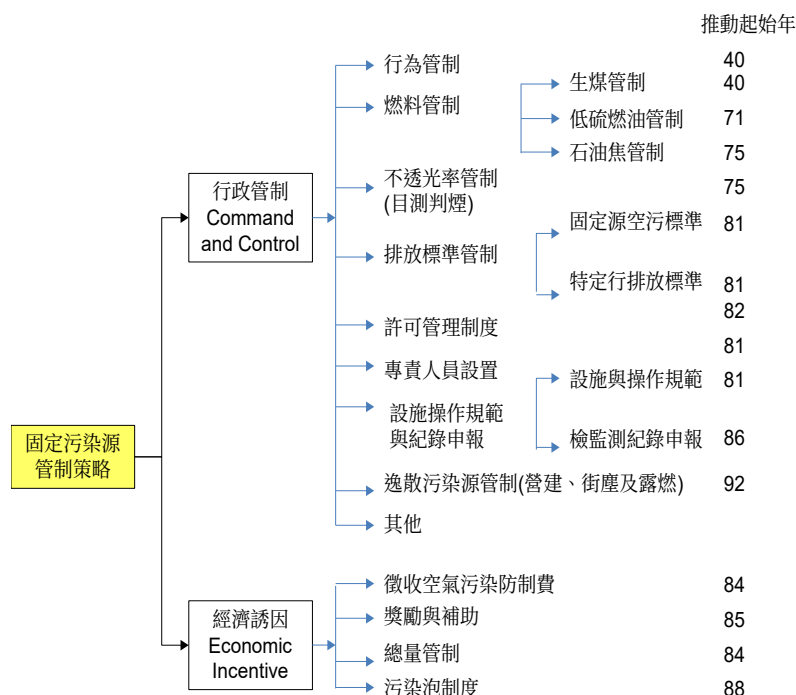 推動起始年
行為管制 40
燃料管制
生煤管制 40
低硫燃油管制 71
石油焦管制 75
不透光率管制 75
(目測判煙)
行政管制
Command
and Control
排放標準管制
固定源空污標準 81
特定行排放標準 81
82
許可管理制度
81
專責人員設置
設施操作規範
與紀錄申報
設施與操作規範 81
檢監測紀錄申報 86
固定污染源
管制策略
逸散污染源管制(營建、街塵及露燃) 92
其他
經濟誘因
Economic
Incentive
徵收空氣污染防制費 84
獎勵與補助 85
總量管制 84
污染泡制度 88